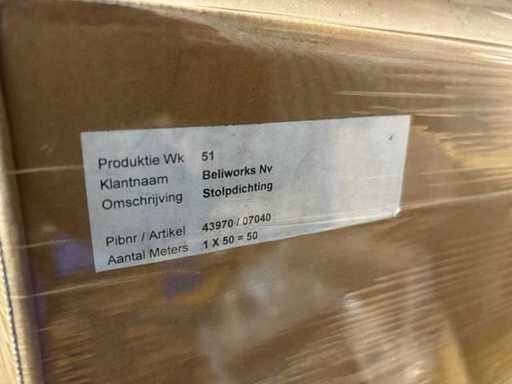 Produktie Wk 51
Klantnaam Beliworks Nv
Omschrijving Stolpdichting
Pibnr / Artikel 43970 / 07040
Aantal Meters 1 X 50 = 50